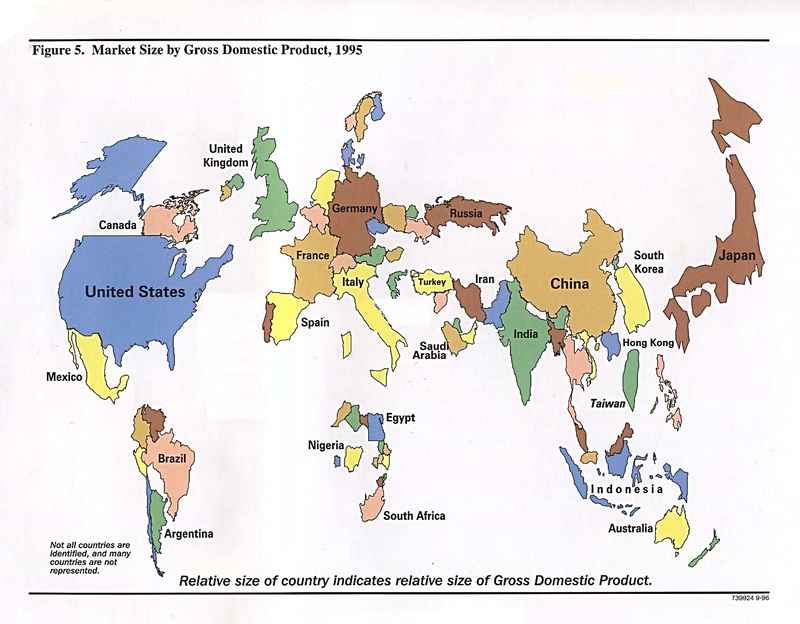 Figure 5. Market Size by Gross Domestic Product, 1995
United
Kingdom
Canada
Germany
Russia
France
United States
Italy
Turkey
Iran
China
South
Korea
Japan
Spain
India
Saudi
Arabia
Hong Kong
Mexico
Taiwan
Egypt
Nigeria
Brazil
Indonesia
South Africa
Argentina
Australia
Not all countries are
identified, and many
countries are not
represented.
Relative size of country indicates relative size of Gross Domestic Product.
739924 9-96